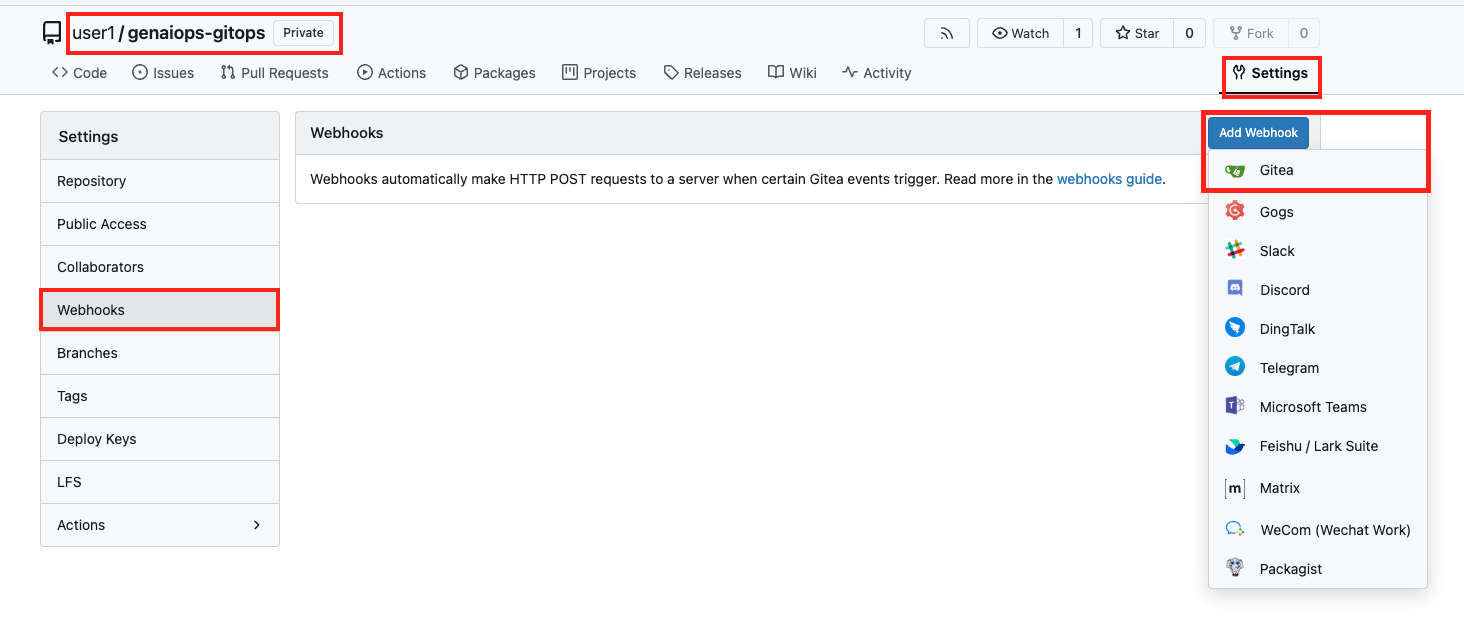 user1 / genaiops-gitops Private Watch 1 Star 0 Fork 0
Code Issues Pull Requests Actions Packages Projects Releases Wiki Activity Settings
Settings
Repository
Public Access
Collaborators
Webhooks
Branches
Tags
Deploy Keys
LFS
Actions
Webhooks
Add Webhook
Webhooks automatically make HTTP POST requests to a server when certain Gitea events trigger. Read more in the webhooks guide.
Gitea
Gogs
Slack
Discord
DingTalk
Telegram
Microsoft Teams
Feishu / Lark Suite
Matrix
WeCom (Wechat Work)
Packagist